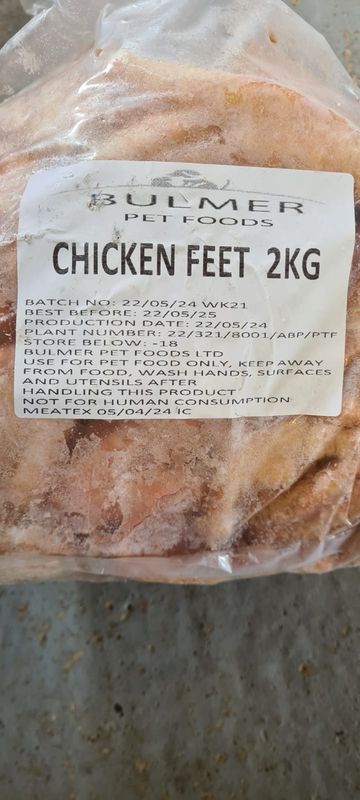 BULMER
PET FOODS
CHICKEN FEET 2KG
BATCH NO: 22/05/24 WK21
BEST BEFORE: 22/05/25
PRODUCTION DATE: 22/05/24
PLANT NUMBER: 22/321/8001/ABP/PTF
STORE BELOW: -18
BULMER PET FOODS LTD
USE FOR PET FOOD ONLY, KEEP AWAY
FROM FOOD, WASH HANDS, SURFACES
AND UTENSILS AFTER
HANDLING THIS PRODUCT
NOT FOR HUMAN CONSUMPTION
MEATEX 05/04/24 IC